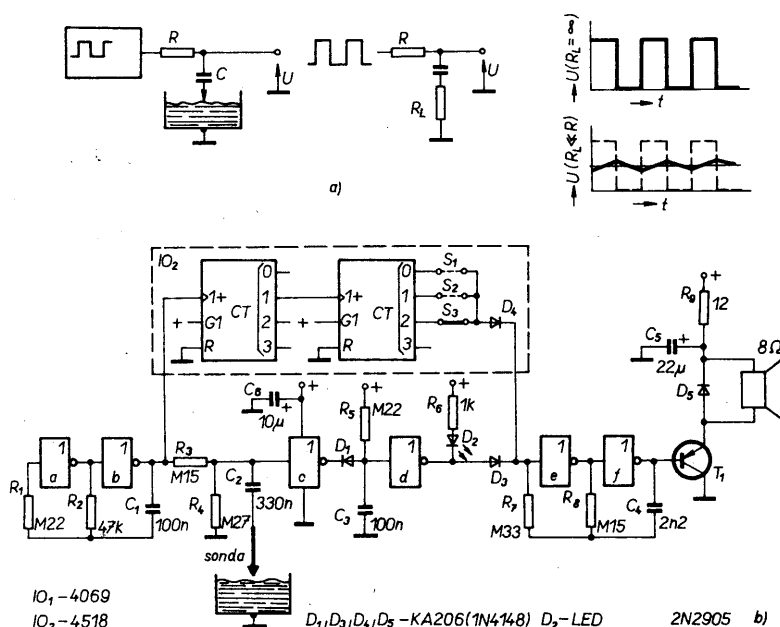 R
C
U
R
R_L
U
U(R_L=∞)
t
U(R_L≪R)
t
a)
IO₂
1+
G1
R
CT
0
1
2
3
1+
G1
R
CT
0
1
2
3
S₁
S₂
S₃
D₄
R₉
12
C₅
22μ
D₅
8Ω
T₁
C₆
10μ
R₅
M22
R₆
1k
D₁
D₂
D₃
1
a
1
b
1
c
1
d
1
e
1
f
R₁
M22
R₂
47k
C₁
100n
R₃
M15
R₄
M27
C₂
330n
C₃
100n
R₇
M33
R₈
M15
C₄
2n2
sonda
IO₁-4069
IO₂-4518
D₁,D₃,D₄,D₅-KA206(1N4148) D₂-LED 2N2905 b)